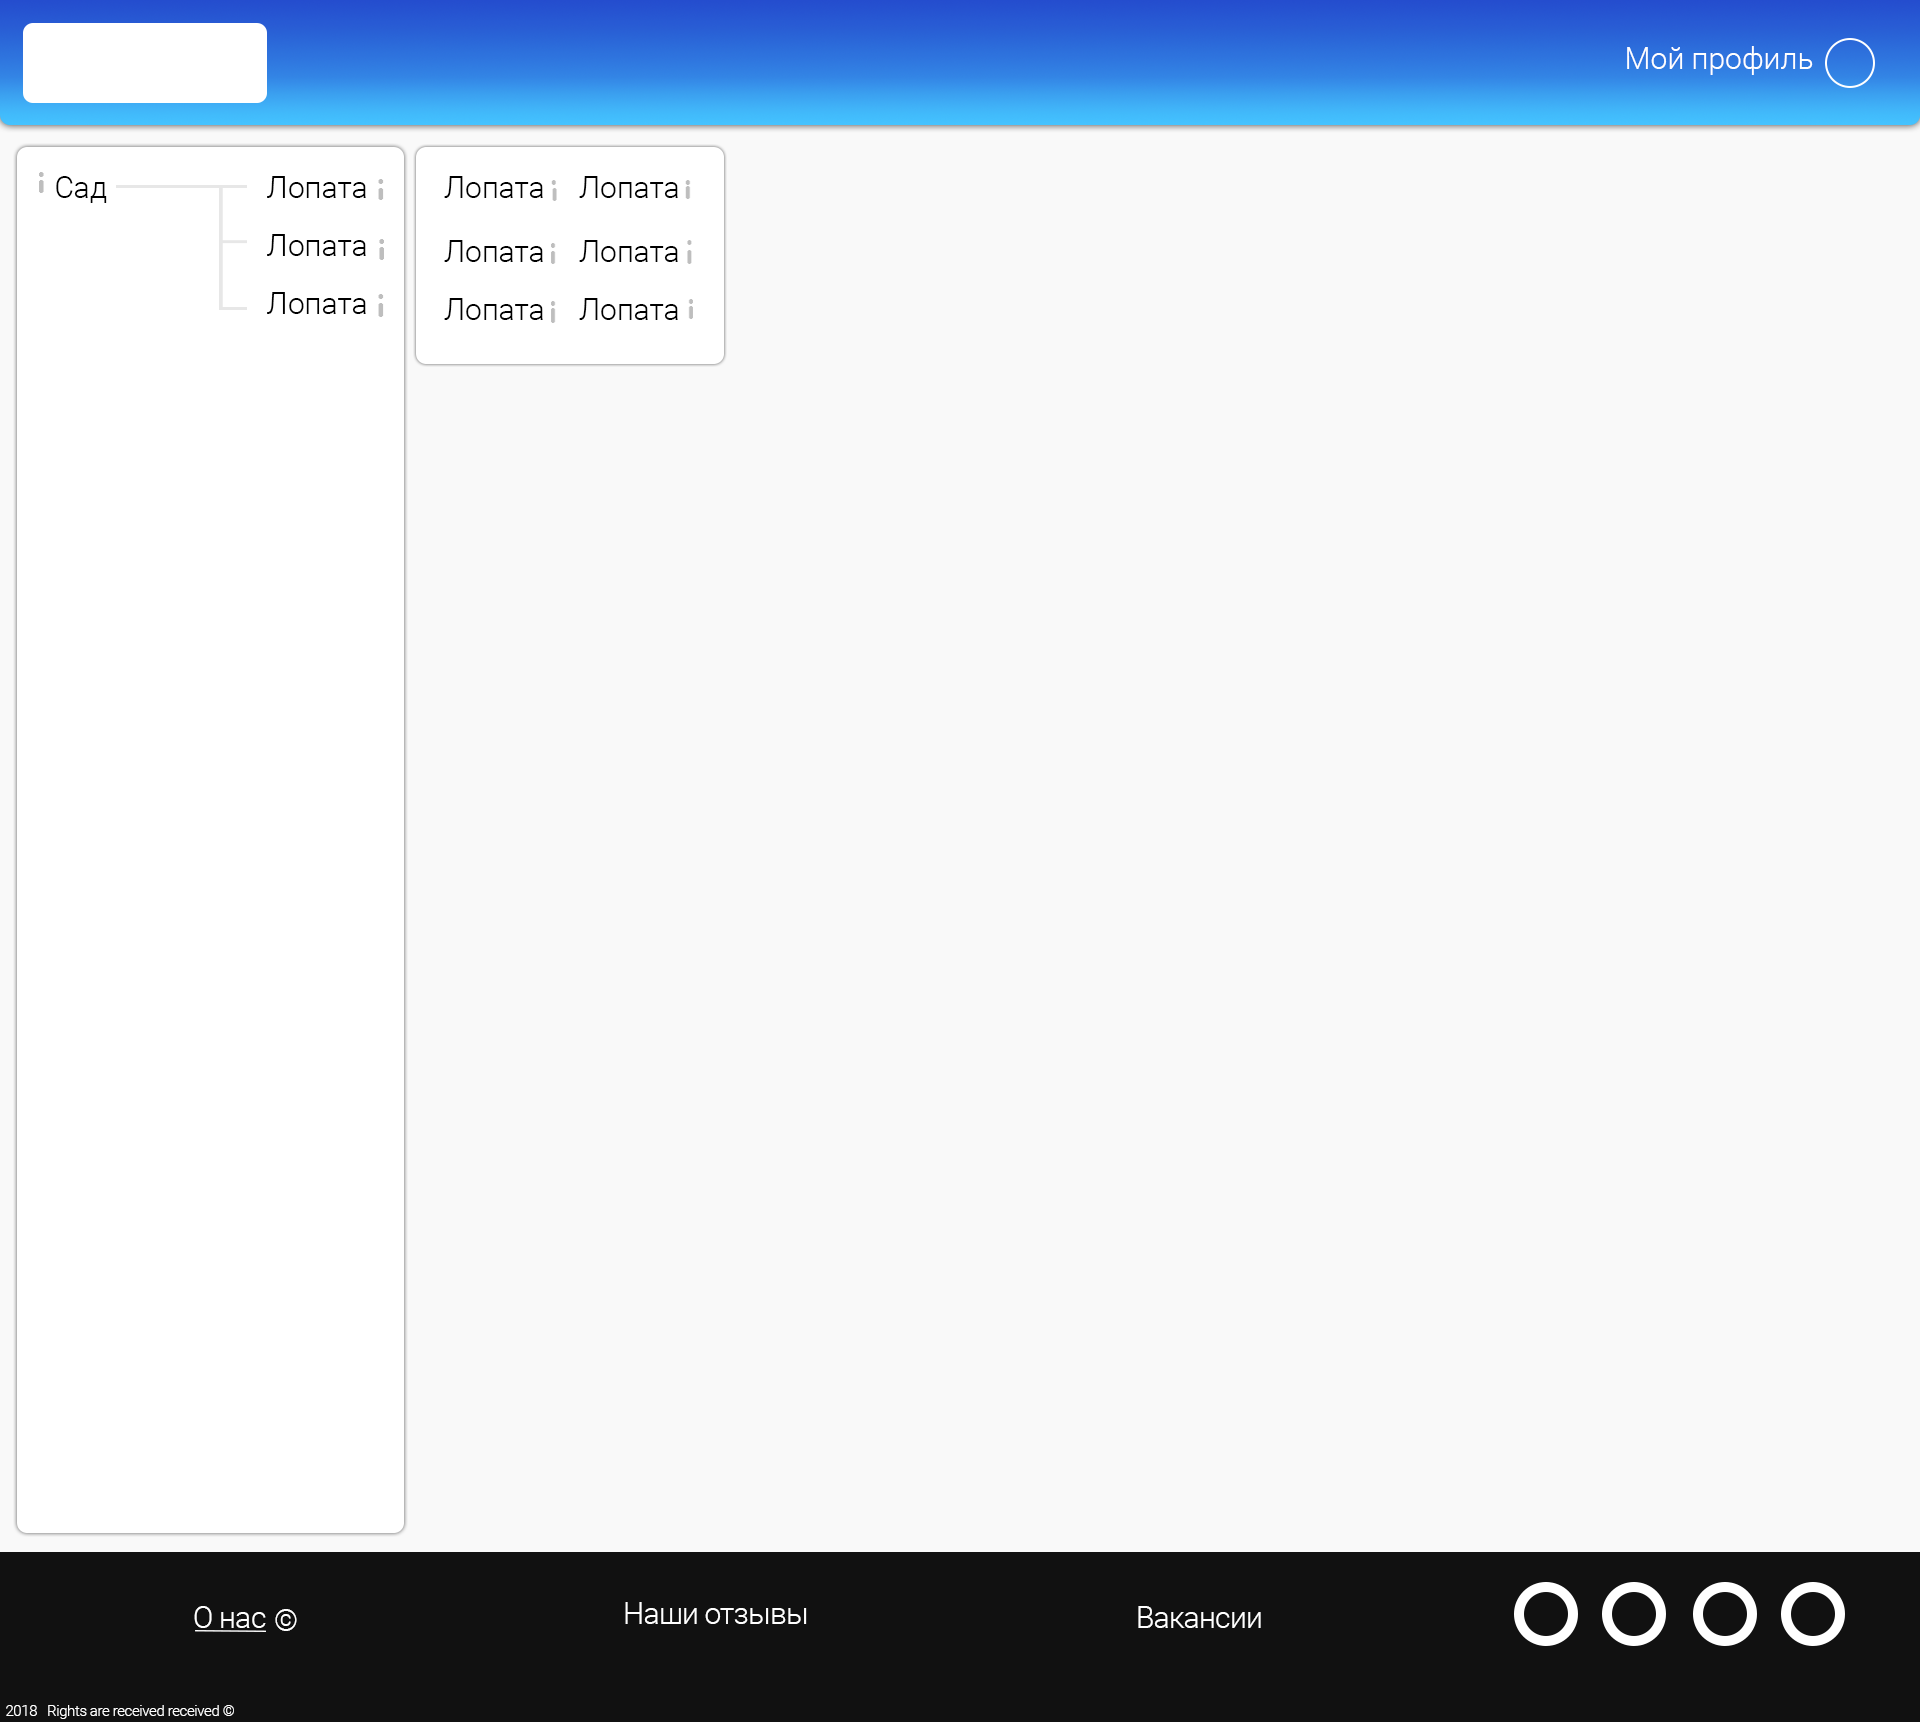 Мой профиль
i Сад
Лопата i
Лопата i
Лопата i
Лопата i Лопата i
Лопата i Лопата i
Лопата i Лопата i
О нас ©
Наши отзывы
Вакансии
2018 Rights are received received ©